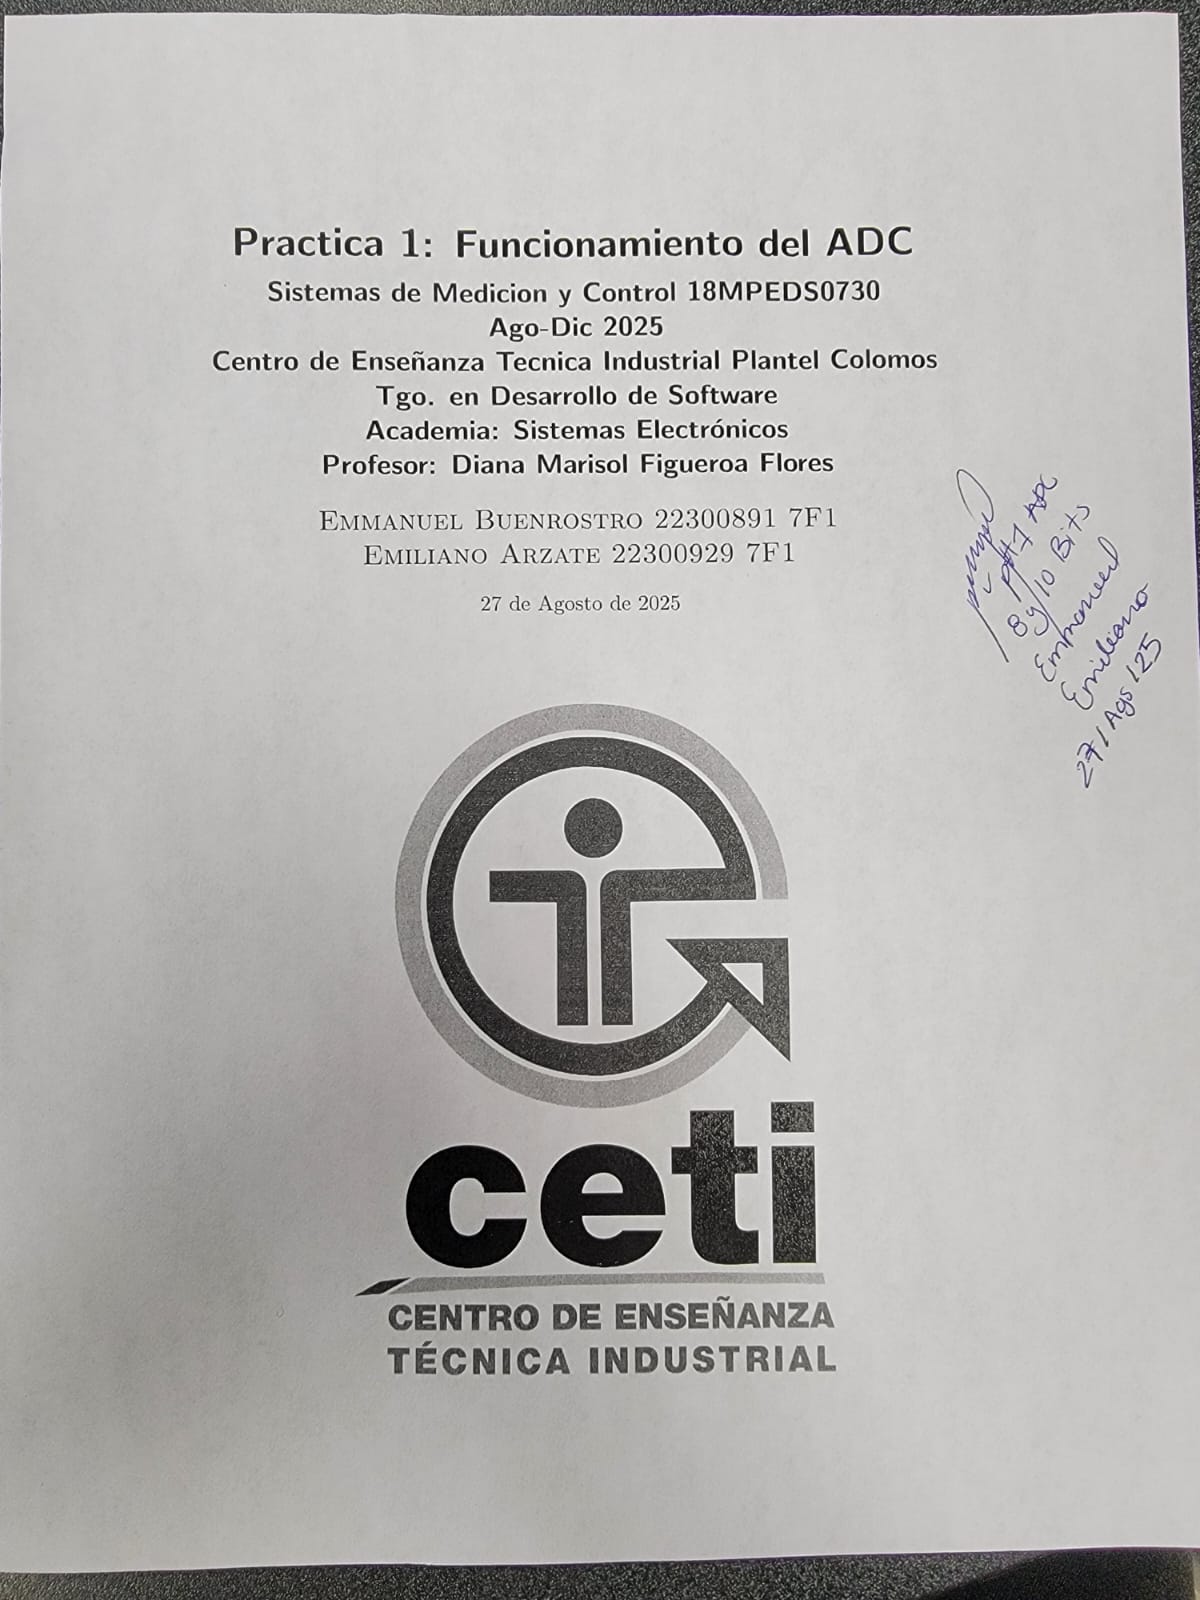 Practica 1: Funcionamiento del ADC
Sistemas de Medicion y Control 18MPEDS0730
Ago-Dic 2025
Centro de Enseñanza Tecnica Industrial Plantel Colomos
Tgo. en Desarrollo de Software
Academia: Sistemas Electrónicos
Profesor: Diana Marisol Figueroa Flores
EMMANUEL BUENROSTRO 22300891 7F1
EMILIANO ARZATE 22300929 7F1
27 de Agosto de 2025
ADC
8 y 10 Bits
Emmanuel
Emiliano
27/Ago/25
ceti
CENTRO DE ENSEÑANZA
TÉCNICA INDUSTRIAL